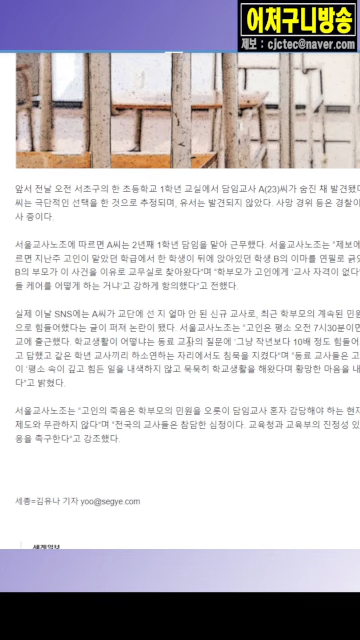 어처구니방송
제보 : cjctec@naver.com
앞서 전날 오전 서초구의 한 초등학교 1학년 교실에서 담임교사 A(23)씨가 숨진 채 발견됐다
씨는 극단적인 선택을 한 것으로 추정되며, 유서는 발견되지 않았다. 사망 경위 등은 경찰이
사 중이다.
서울교사노조에 따르면 A씨는 2년째 1학년 담임을 맡아 근무했다. 서울교사노조는 "제보에
르면 지난주 고인이 맡았던 학급에서 한 학생이 뒤에 앉아있던 학생 B의 이마를 연필로 긁었
B의 부모가 이 사건을 이유로 교무실로 찾아왔다"며 "학부모가 고인에게 '교사 자격이 없다'
들 케어를 어떻게 하는 거냐'고 강하게 항의했다"고 전했다.
실제 이날 SNS에는 A씨가 교단에 선 지 얼마 안 된 신규 교사로, 최근 학부모의 계속된 민원
으로 힘들어했다는 글이 퍼져 논란이 됐다. 서울교사노조는 "고인은 평소 오전 7시30분이면
교에 출근했다. 학교생활이 어떻냐는 동료 교사의 질문에 '그냥 작년보다 10배 정도 힘들어
고 답했고 같은 학년 교사끼리 하소연하는 자리에서도 침묵을 지켰다"며 "동료 교사들은 고
이 '평소 속이 깊고 힘든 일을 내색하지 않고 묵묵히 학교생활을 해왔다며 황망한 마음을 내
다"고 밝혔다.
서울교사노조는 "고인의 죽음은 학부모의 민원을 오롯이 담임교사 혼자 감당해야 하는 현재
제도와 무관하지 않다"며 "전국의 교사들은 참담한 심정이다. 교육청과 교육부의 진정성 있
응을 촉구한다"고 강조했다.
세종=김유나 기자 yoo@segye.com